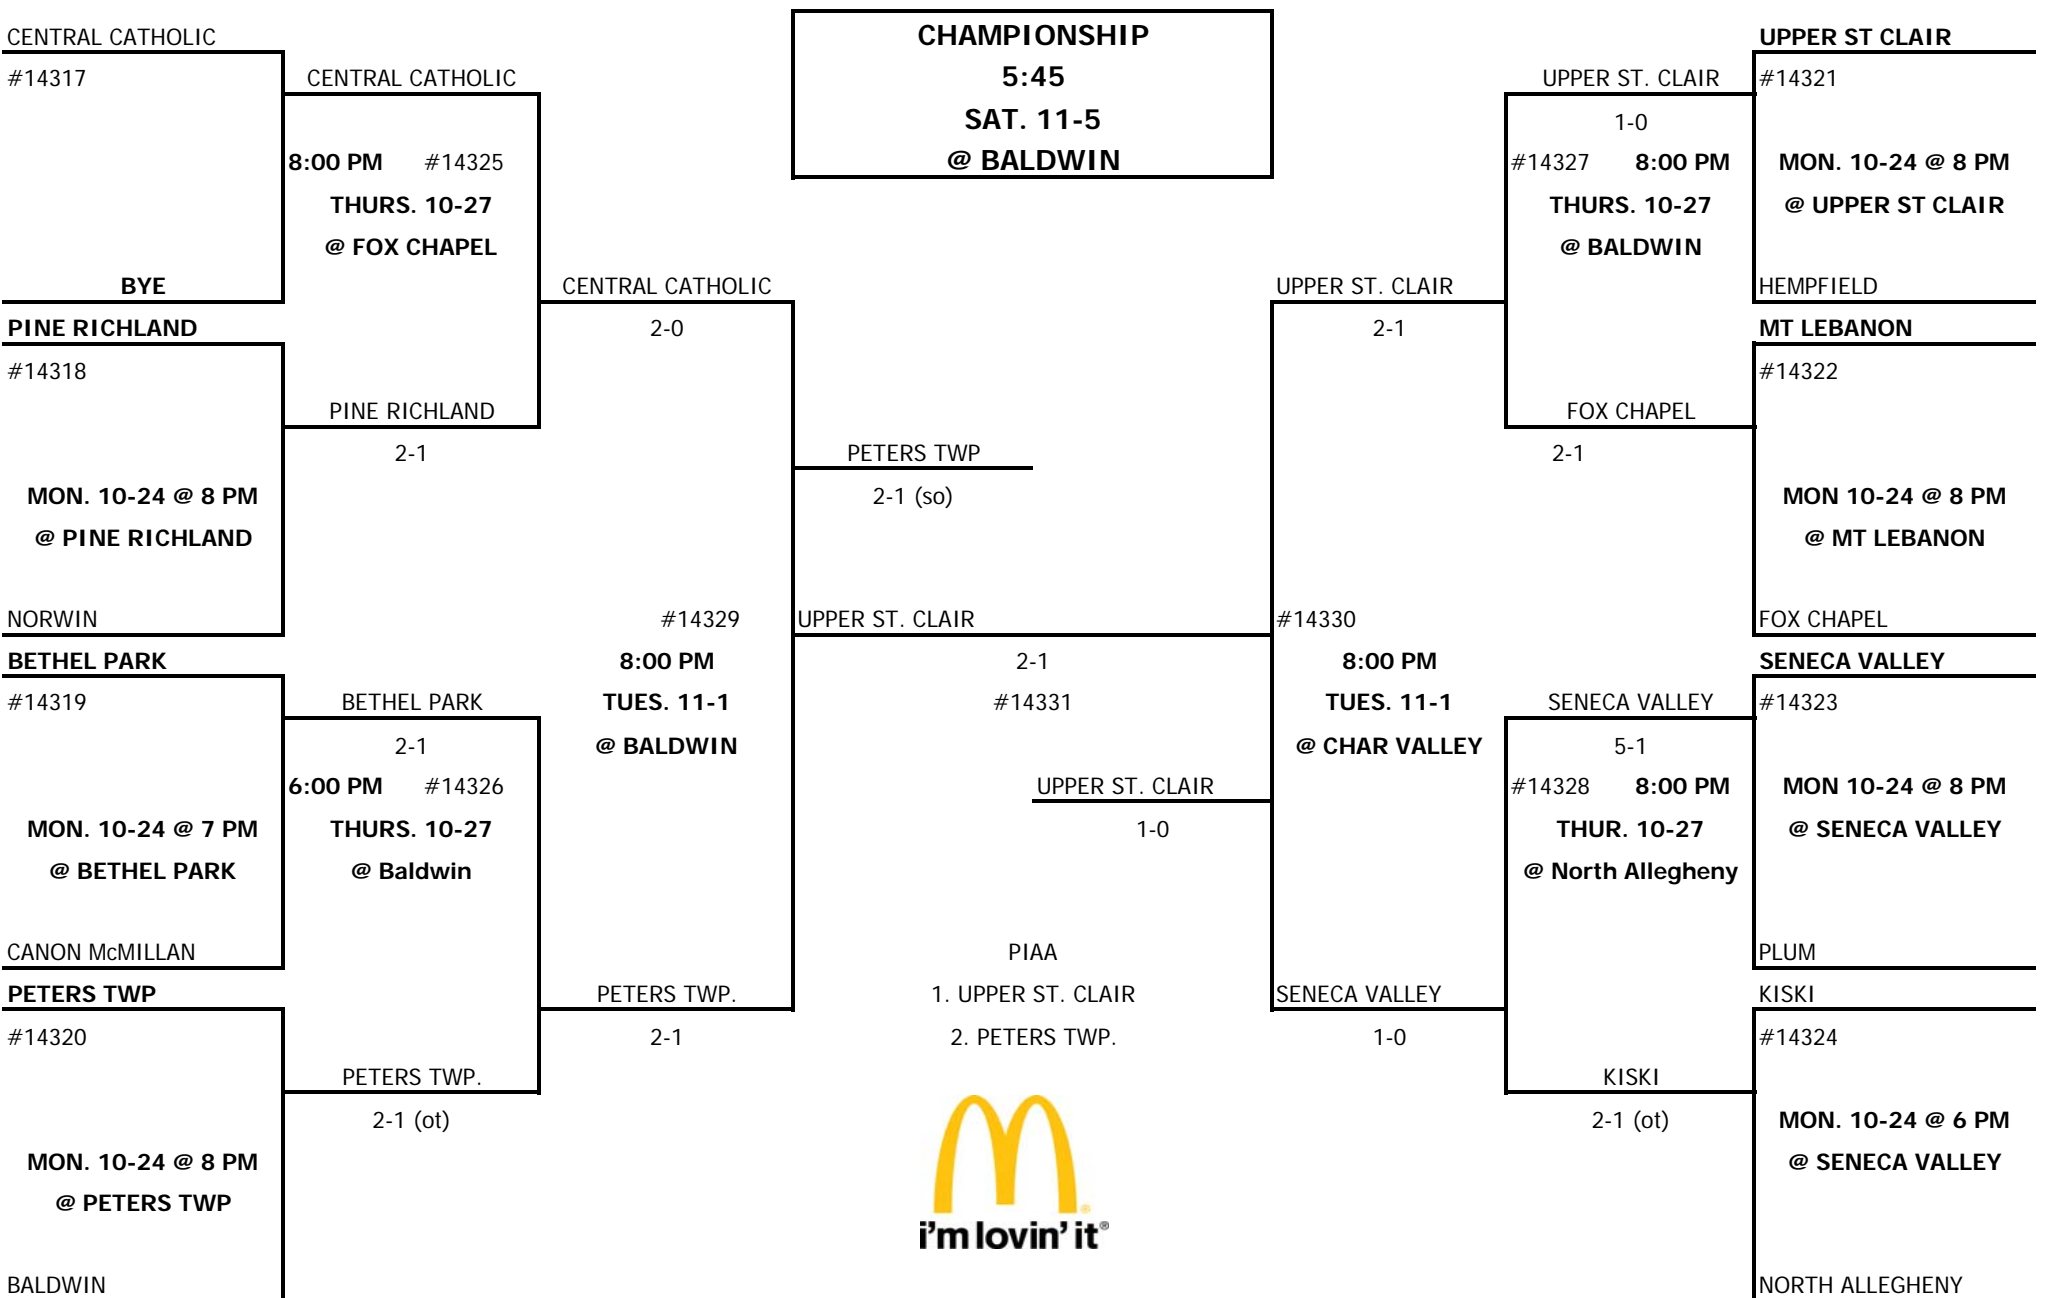 CENTRAL CATHOLIC
#14317
BYE
PINE RICHLAND
#14318
MON. 10-24 @ 8 PM
@ PINE RICHLAND
NORWIN
BETHEL PARK
#14319
MON. 10-24 @ 7 PM
@ BETHEL PARK
CANON McMILLAN
PETERS TWP
#14320
MON. 10-24 @ 8 PM
@ PETERS TWP
BALDWIN
CENTRAL CATHOLIC
8:00 PM #14325
THURS. 10-27
@ FOX CHAPEL
PINE RICHLAND
2-1
BETHEL PARK
2-1
6:00 PM #14326
THURS. 10-27
@ Baldwin
PETERS TWP.
2-1 (ot)
CENTRAL CATHOLIC
2-0
#14329
8:00 PM
TUES. 11-1
@ BALDWIN
PETERS TWP.
2-1
CHAMPIONSHIP
5:45
SAT. 11-5
@ BALDWIN
PETERS TWP
2-1 (so)
UPPER ST. CLAIR
2-1
#14331
UPPER ST. CLAIR
1-0
PIAA
1. UPPER ST. CLAIR
2. PETERS TWP.
i'm lovin' it®
UPPER ST. CLAIR
2-1
#14330
8:00 PM
TUES. 11-1
@ CHAR VALLEY
SENECA VALLEY
1-0
UPPER ST. CLAIR
1-0
#14327 8:00 PM
THURS. 10-27
@ BALDWIN
FOX CHAPEL
2-1
SENECA VALLEY
5-1
#14328 8:00 PM
THUR. 10-27
@ North Allegheny
KISKI
2-1 (ot)
UPPER ST CLAIR
#14321
MON. 10-24 @ 8 PM
@ UPPER ST CLAIR
HEMPFIELD
MT LEBANON
#14322
MON 10-24 @ 8 PM
@ MT LEBANON
FOX CHAPEL
SENECA VALLEY
#14323
MON 10-24 @ 8 PM
@ SENECA VALLEY
PLUM
KISKI
#14324
MON. 10-24 @ 6 PM
@ SENECA VALLEY
NORTH ALLEGHENY